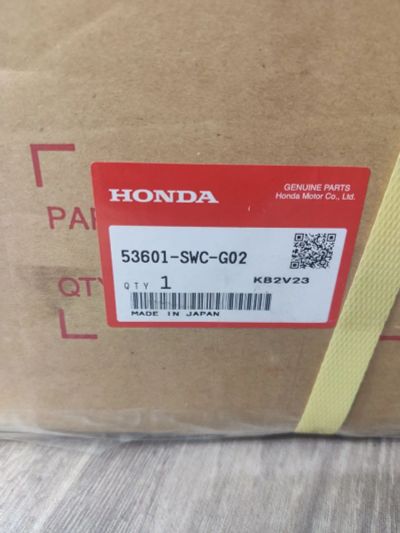 HONDA
GENUINE PARTS
Honda Motor Co., Ltd.
PAR
53601-SWC-G02
QTY
QTY 1
KB2V23
MADE IN JAPAN